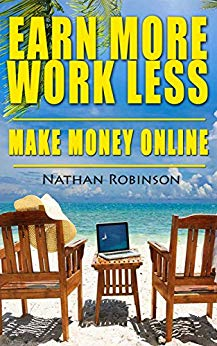 EARN MORE
WORK LESS
MAKE MONEY ONLINE
NATHAN ROBINSON